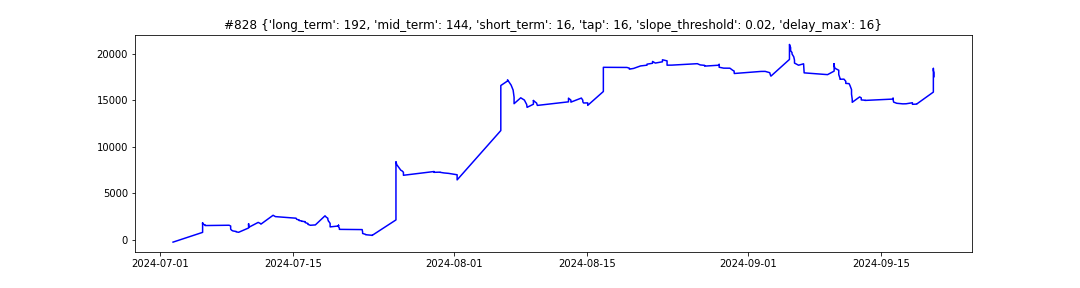 #828 {'long_term': 192, 'mid_term': 144, 'short_term': 16, 'tap': 16, 'slope_threshold': 0.02, 'delay_max': 16}
20000
15000
10000
5000
0
2024-07-01 2024-07-15 2024-08-01 2024-08-15 2024-09-01 2024-09-15